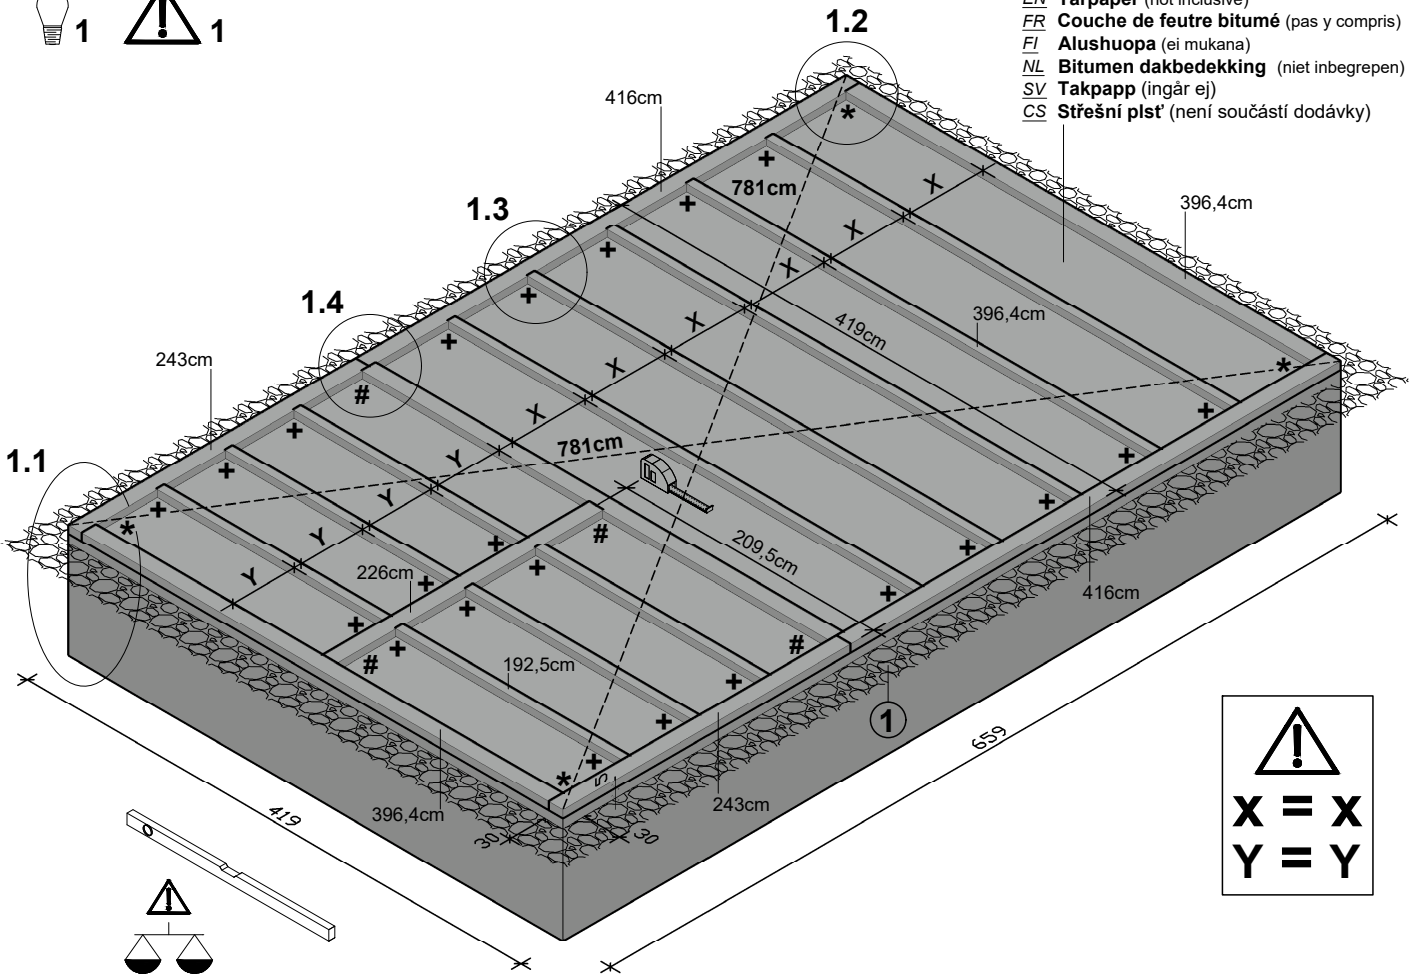 1
1
EN Tarpaper (not inclusive)
FR Couche de feutre bitumé (pas y compris)
FI Alushuopa (ei mukana)
NL Bitumen dakbedekking (niet inbegrepen)
SV Takpapp (ingår ej)
CS Střešní plsť (není součástí dodávky)
1.2
416cm
*
+
781cm
X
396,4cm
1.3
+
+
X
+
X
1.4
+
X
419cm
396,4cm
243cm
+
X
X
*
#
+
X
+
781cm
+
1.1
+
Y
+
Y
+
*
Y
+
#
+
209,5cm
Y
226cm
+
+
+
416cm
+
+
#
#
+
192,5cm
+
+
1
659
+
*
5
243cm
396,4cm
419
30
30
X = X
Y = Y